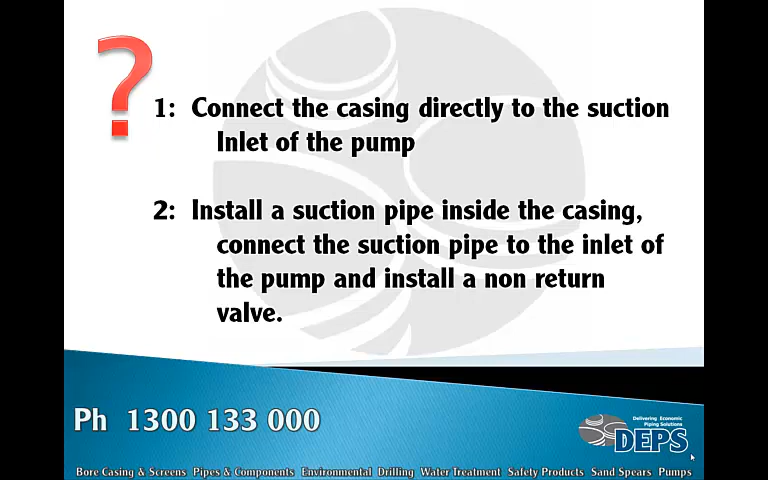 ?
1: Connect the casing directly to the suction
Inlet of the pump
2: Install a suction pipe inside the casing,
connect the suction pipe to the inlet of
the pump and install a non return
valve.
Ph 1300 133 000
Delivering Economic
Piping Solutions
DEPS
Bore Casing & Screens Pipes & Components Environmental Drilling Water Treatment Safety Products Sand Spears Pumps